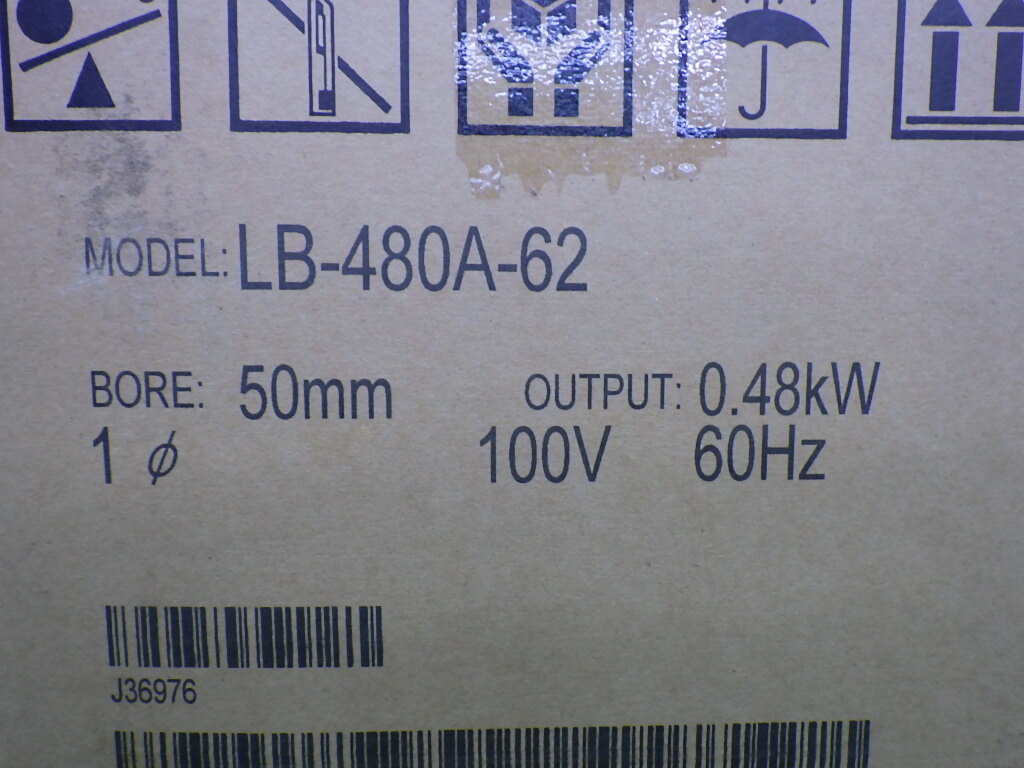 MODEL: LB-480A-62
BORE: 50mm OUTPUT: 0.48kW
1 ϕ 100V 60Hz
J36976